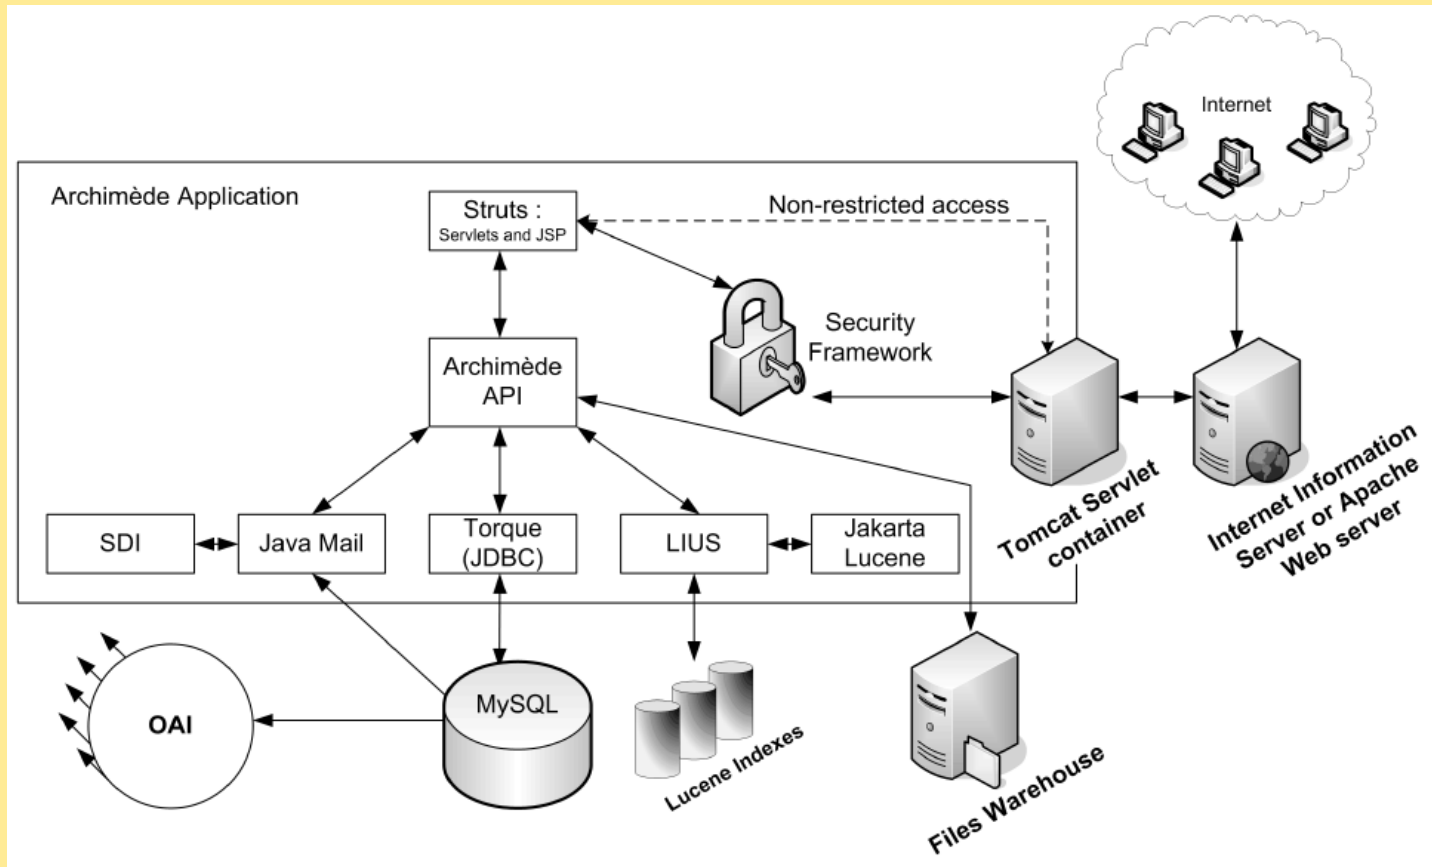 Internet
Archimède Application
Struts :
Servlets and JSP
Non-restricted access
Security
Framework
Archimède
API
SDI
Java Mail
Torque
(JDBC)
LIUS
Jakarta
Lucene
Tomcat Servlet
container
Internet Information
Server or Apache
Web server
OAI
MySQL
Lucene Indexes
Files Warehouse